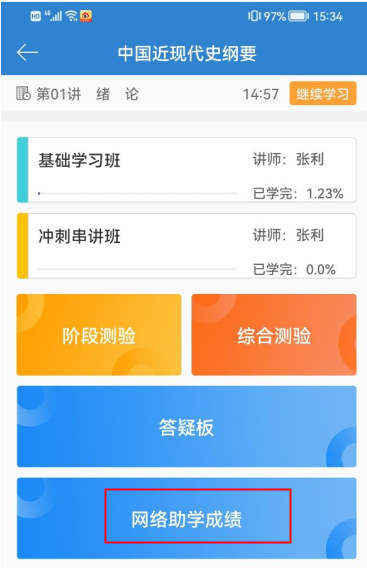 HD 4G 97% 15:34
中国近现代史纲要
第01讲 绪 论 14:57 继续学习
基础学习班 讲师：张利
已学完：1.23%
冲刺串讲班 讲师：张利
已学完：0.0%
阶段测验 综合测验
答疑板
网络助学成绩